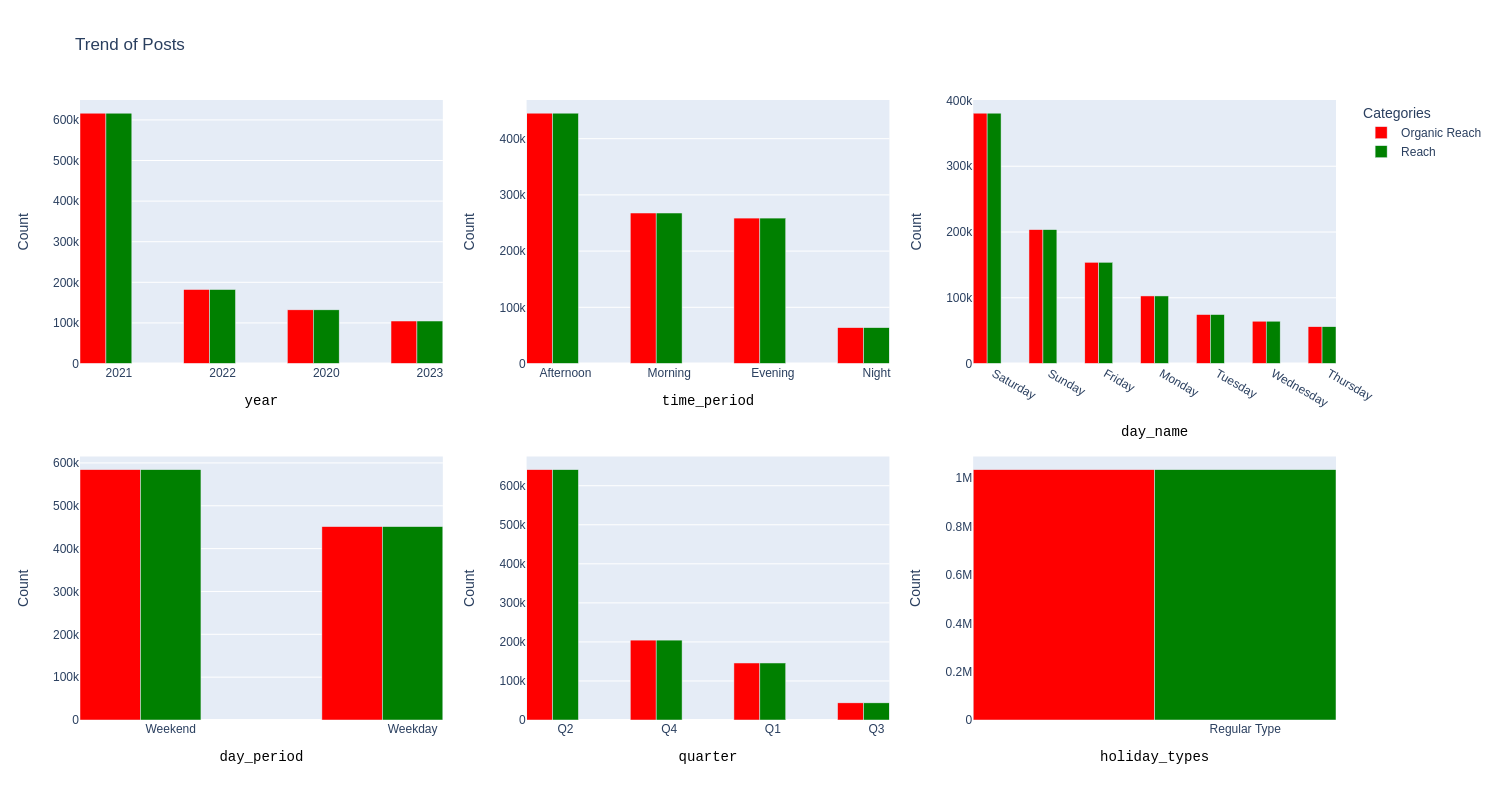 Trend of Posts
600k
500k
400k
300k
200k
100k
0
Count
2021 2022 2020 2023
year
400k
300k
200k
100k
0
Count
Afternoon Morning Evening Night
time_period
400k
300k
200k
100k
0
Count
Saturday Sunday Friday Monday Tuesday Wednesday Thursday
day_name
Categories
Organic Reach
Reach
600k
500k
400k
300k
200k
100k
0
Count
Weekend Weekday
day_period
600k
500k
400k
300k
200k
100k
0
Count
Q2 Q4 Q1 Q3
quarter
1M
0.8M
0.6M
0.4M
0.2M
0
Count
Regular Type
holiday_types